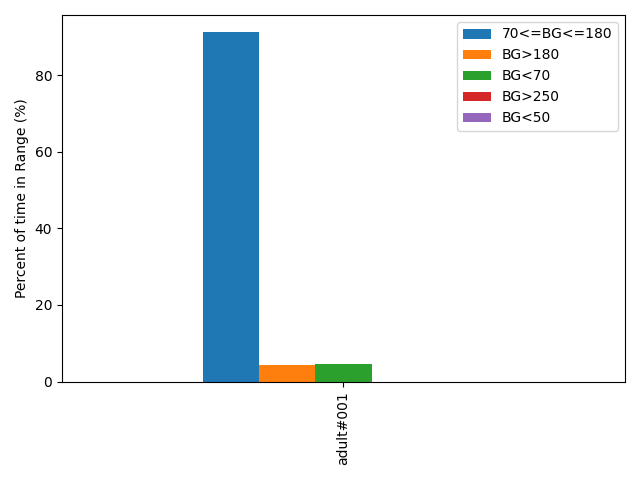 70<=BG<=180
BG>180
BG<70
BG>250
BG<50
Percent of time in Range (%)
80
60
40
20
0
adult#001